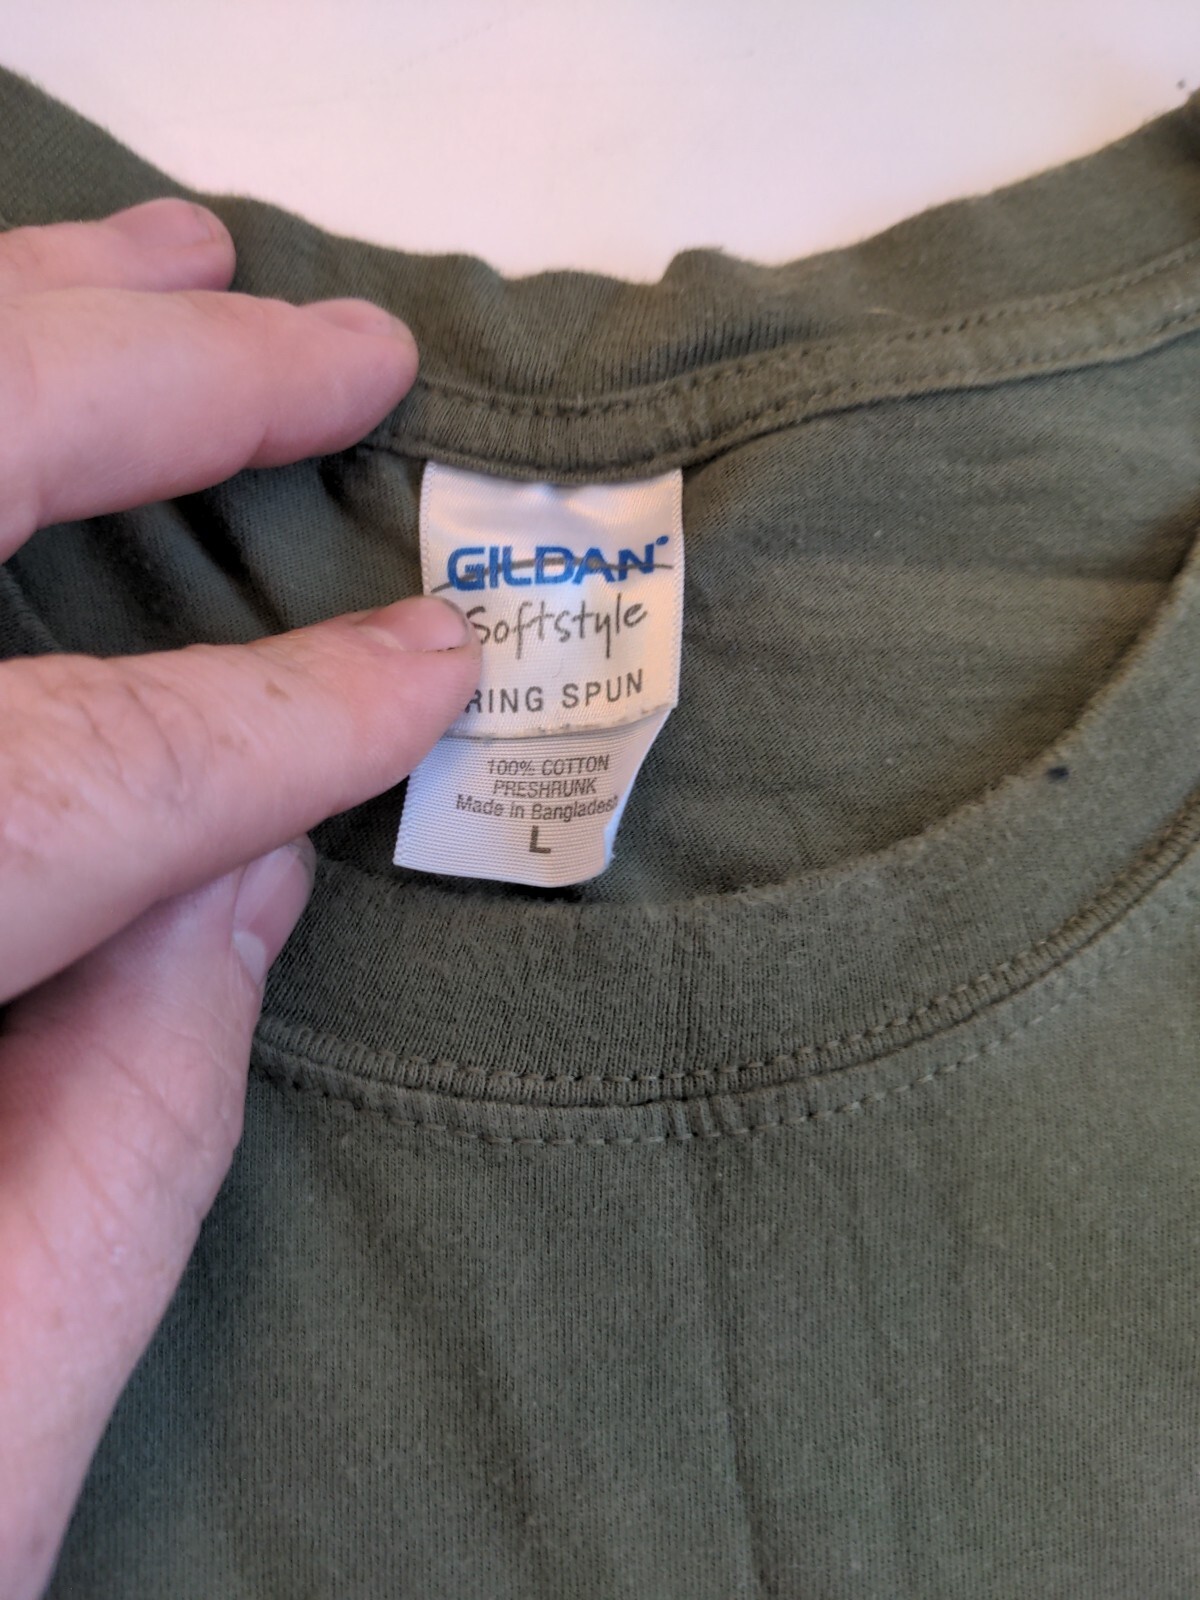 GILDAN
Softstyle
RING SPUN
100% COTTON
PRESHRUNK
Made in Bangladesh
L